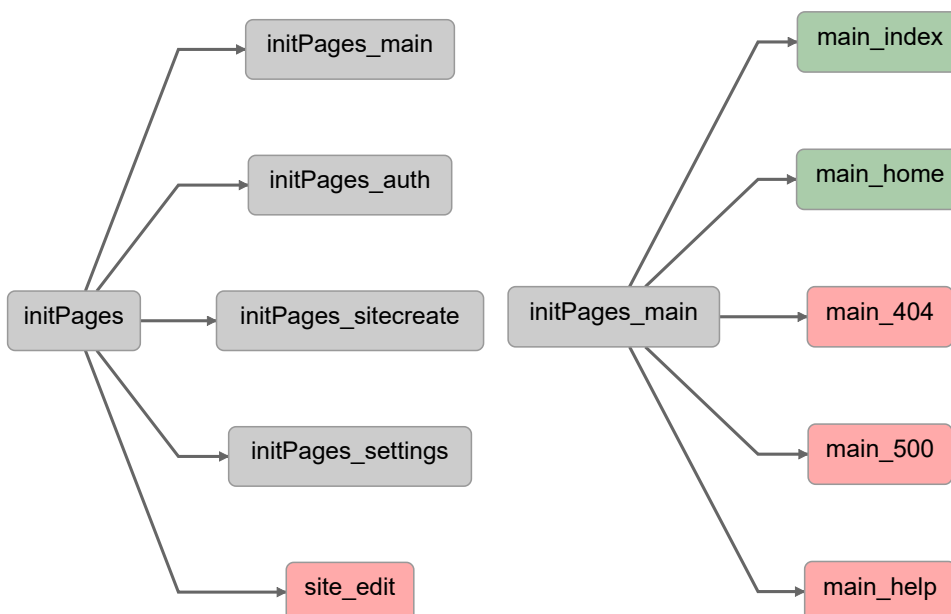 initPages
initPages_main
initPages_auth
initPages_sitecreate
initPages_settings
site_edit
initPages_main
main_index
main_home
main_404
main_500
main_help